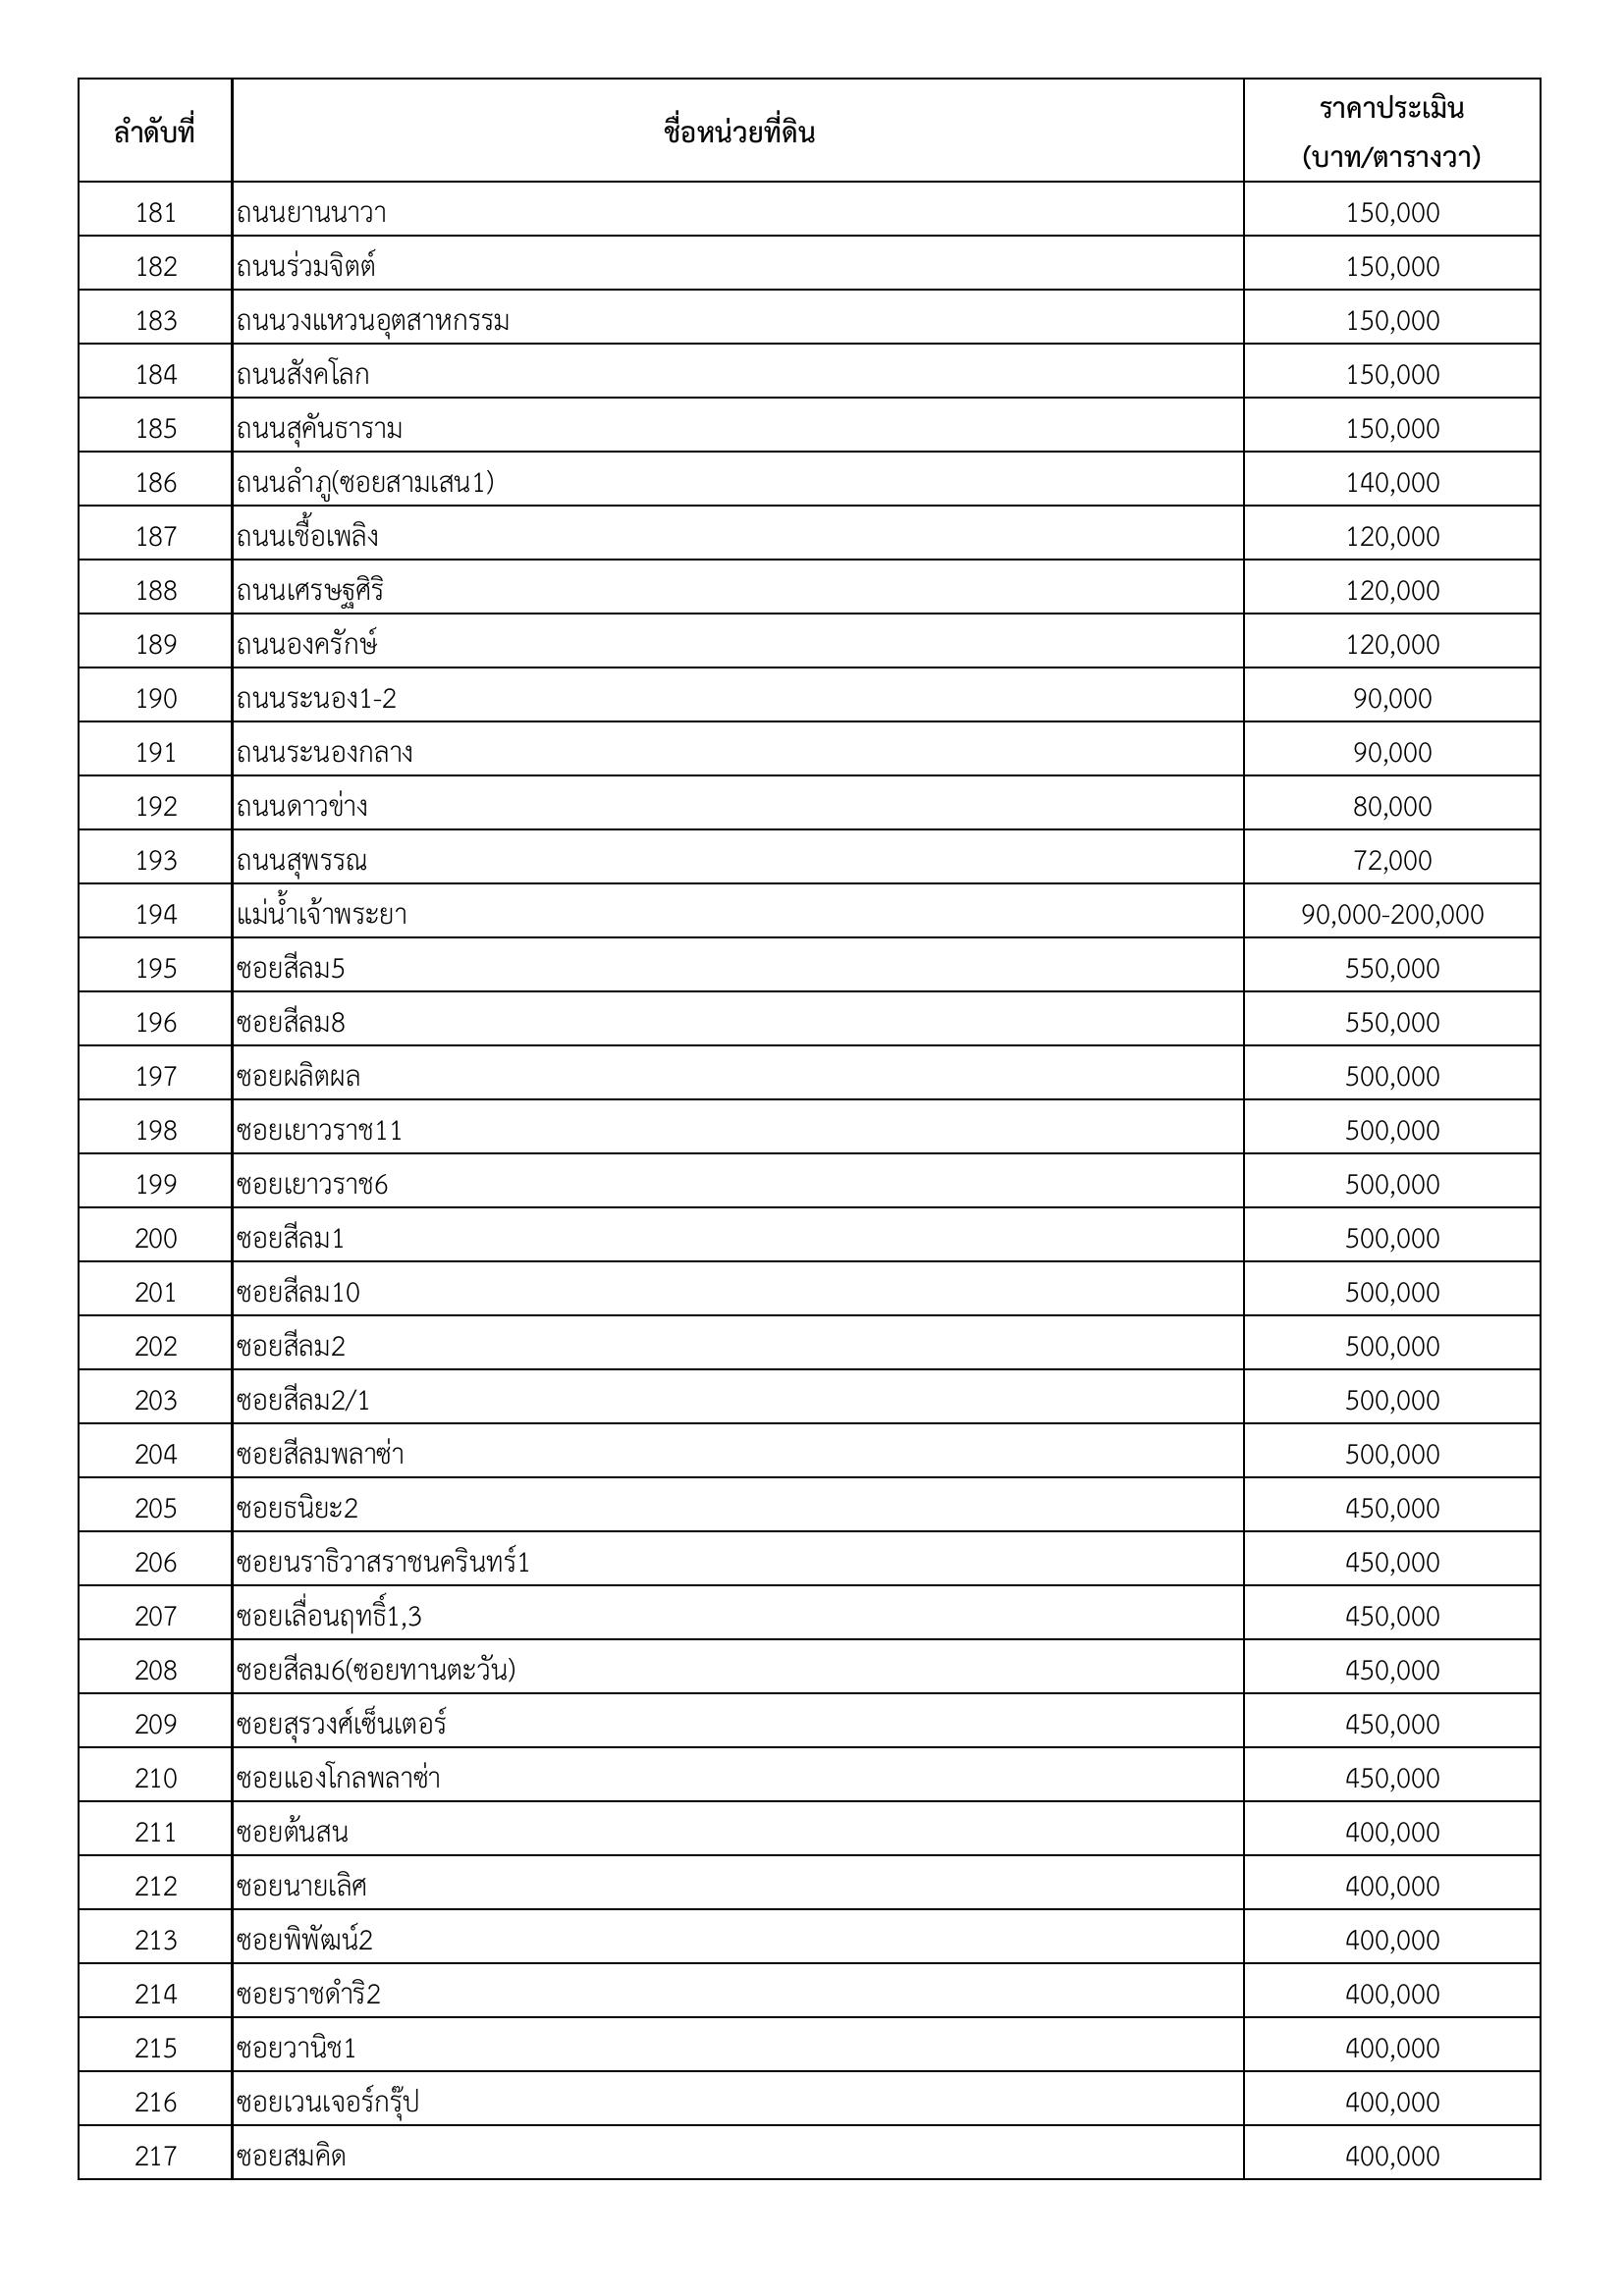 ลำดับที่ ชื่อหน่วยที่ดิน ราคาประเมิน
(บาท/ตารางวา)
181 ถนนยานนาวา 150,000
182 ถนนร่วมจิตต์ 150,000
183 ถนนวงแหวนอุตสาหกรรม 150,000
184 ถนนสังคโลก 150,000
185 ถนนสุคันธาราม 150,000
186 ถนนลำภู(ซอยสามเสน1) 140,000
187 ถนนเชื้อเพลิง 120,000
188 ถนนเศรษฐศิริ 120,000
189 ถนนองครักษ์ 120,000
190 ถนนระนอง1-2 90,000
191 ถนนระนองกลาง 90,000
192 ถนนดาวข่าง 80,000
193 ถนนสุพรรณ 72,000
194 แม่น้ำเจ้าพระยา 90,000-200,000
195 ซอยสีลม5 550,000
196 ซอยสีลม8 550,000
197 ซอยผลิตผล 500,000
198 ซอยเยาวราช11 500,000
199 ซอยเยาวราช6 500,000
200 ซอยสีลม1 500,000
201 ซอยสีลม10 500,000
202 ซอยสีลม2 500,000
203 ซอยสีลม2/1 500,000
204 ซอยสีลมพลาซ่า 500,000
205 ซอยธนิยะ2 450,000
206 ซอยนราธิวาสราชนครินทร์1 450,000
207 ซอยเลื่อนฤทธิ์1,3 450,000
208 ซอยสีลม6(ซอยทานตะวัน) 450,000
209 ซอยสุรวงศ์เซ็นเตอร์ 450,000
210 ซอยแองโกลพลาซ่า 450,000
211 ซอยต้นสน 400,000
212 ซอยนายเลิศ 400,000
213 ซอยพิพัฒน์2 400,000
214 ซอยราชดำริ2 400,000
215 ซอยวานิช1 400,000
216 ซอยเวนเจอร์กรุ๊ป 400,000
217 ซอยสมคิด 400,000